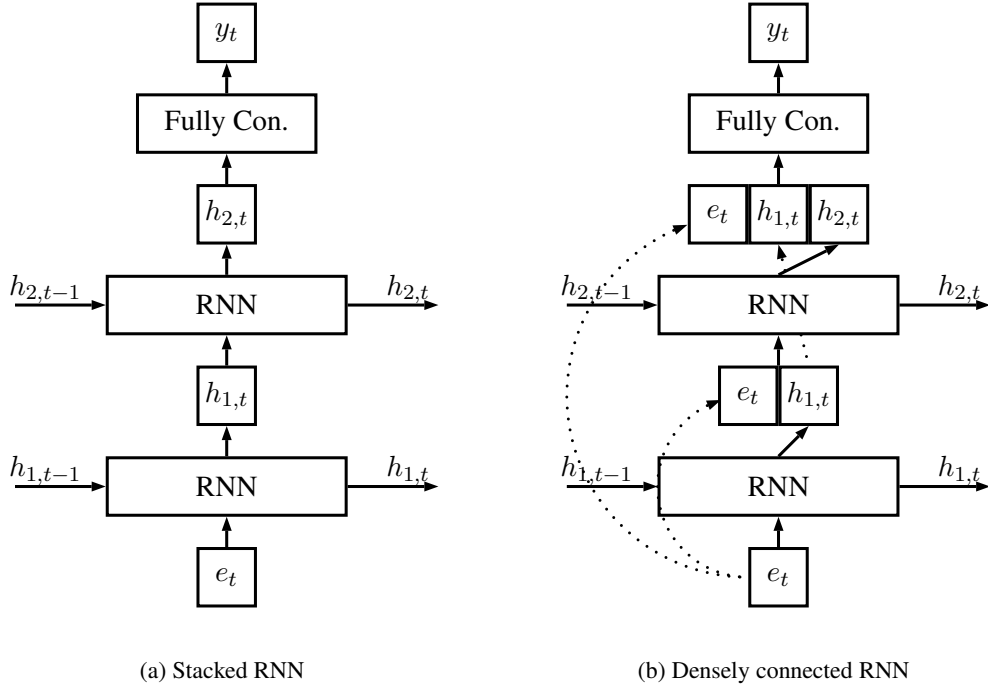 y_t
Fully Con.
h_{2,t}
h_{2,t-1}
RNN
h_{2,t}
h_{1,t}
h_{1,t-1}
RNN
h_{1,t}
e_t
(a) Stacked RNN
y_t
Fully Con.
e_t h_{1,t} h_{2,t}
h_{2,t-1}
RNN
h_{2,t}
e_t h_{1,t}
h_{1,t-1}
RNN
h_{1,t}
e_t
(b) Densely connected RNN